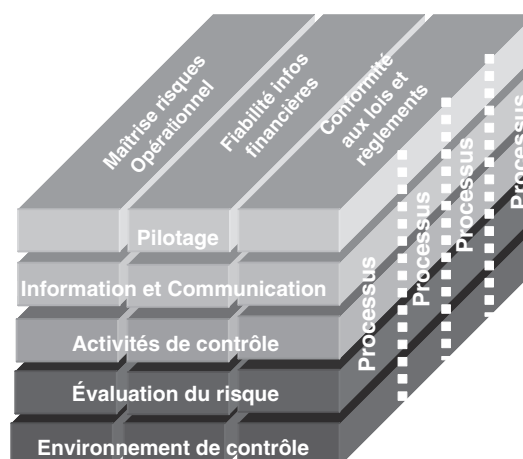 Maîtrise risques
Opérationnel
Fiabilité infos
financières
Conformité
aux lois et
règlements
Pilotage
Information et Communication
Activités de contrôle
Évaluation du risque
Environnement de contrôle
Processus
Processus
Processus
Processus